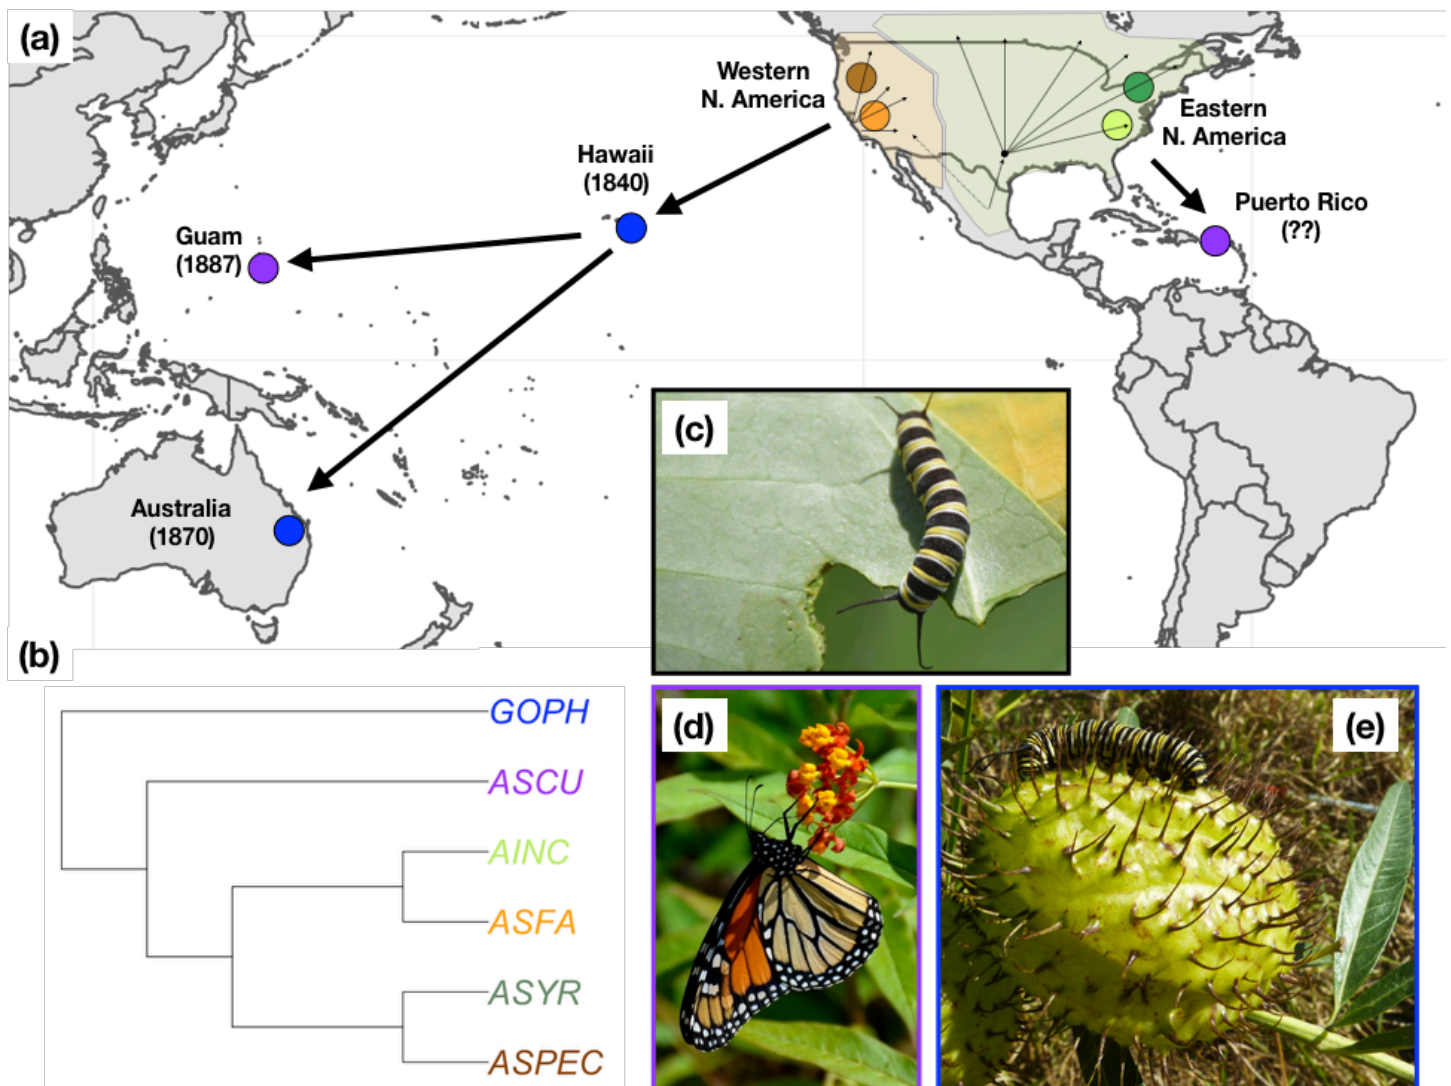 (a)
Western
N. America
Eastern
N. America
Hawaii
(1840)
Puerto Rico
(??)
Guam
(1887)
(c)
Australia
(1870)
(b)
GOPH
(d)
(e)
ASCU
AINC
ASFA
ASYR
ASPEC